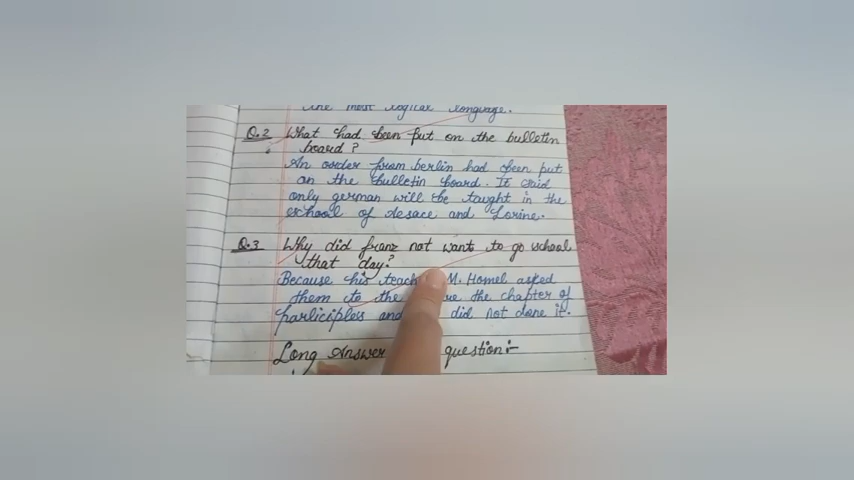 the most logical language.
Q.2 What had been put on the bulletin
board?
An order from berlin had been put
on the bulletin board. It said
only german will be taught in the
school of and Lorine.
Q.3 Why did franz not want to go school
that day?
Because his M. Hamel asked
them to the the chapter of
participles and did not done it.
Long Answer question:-